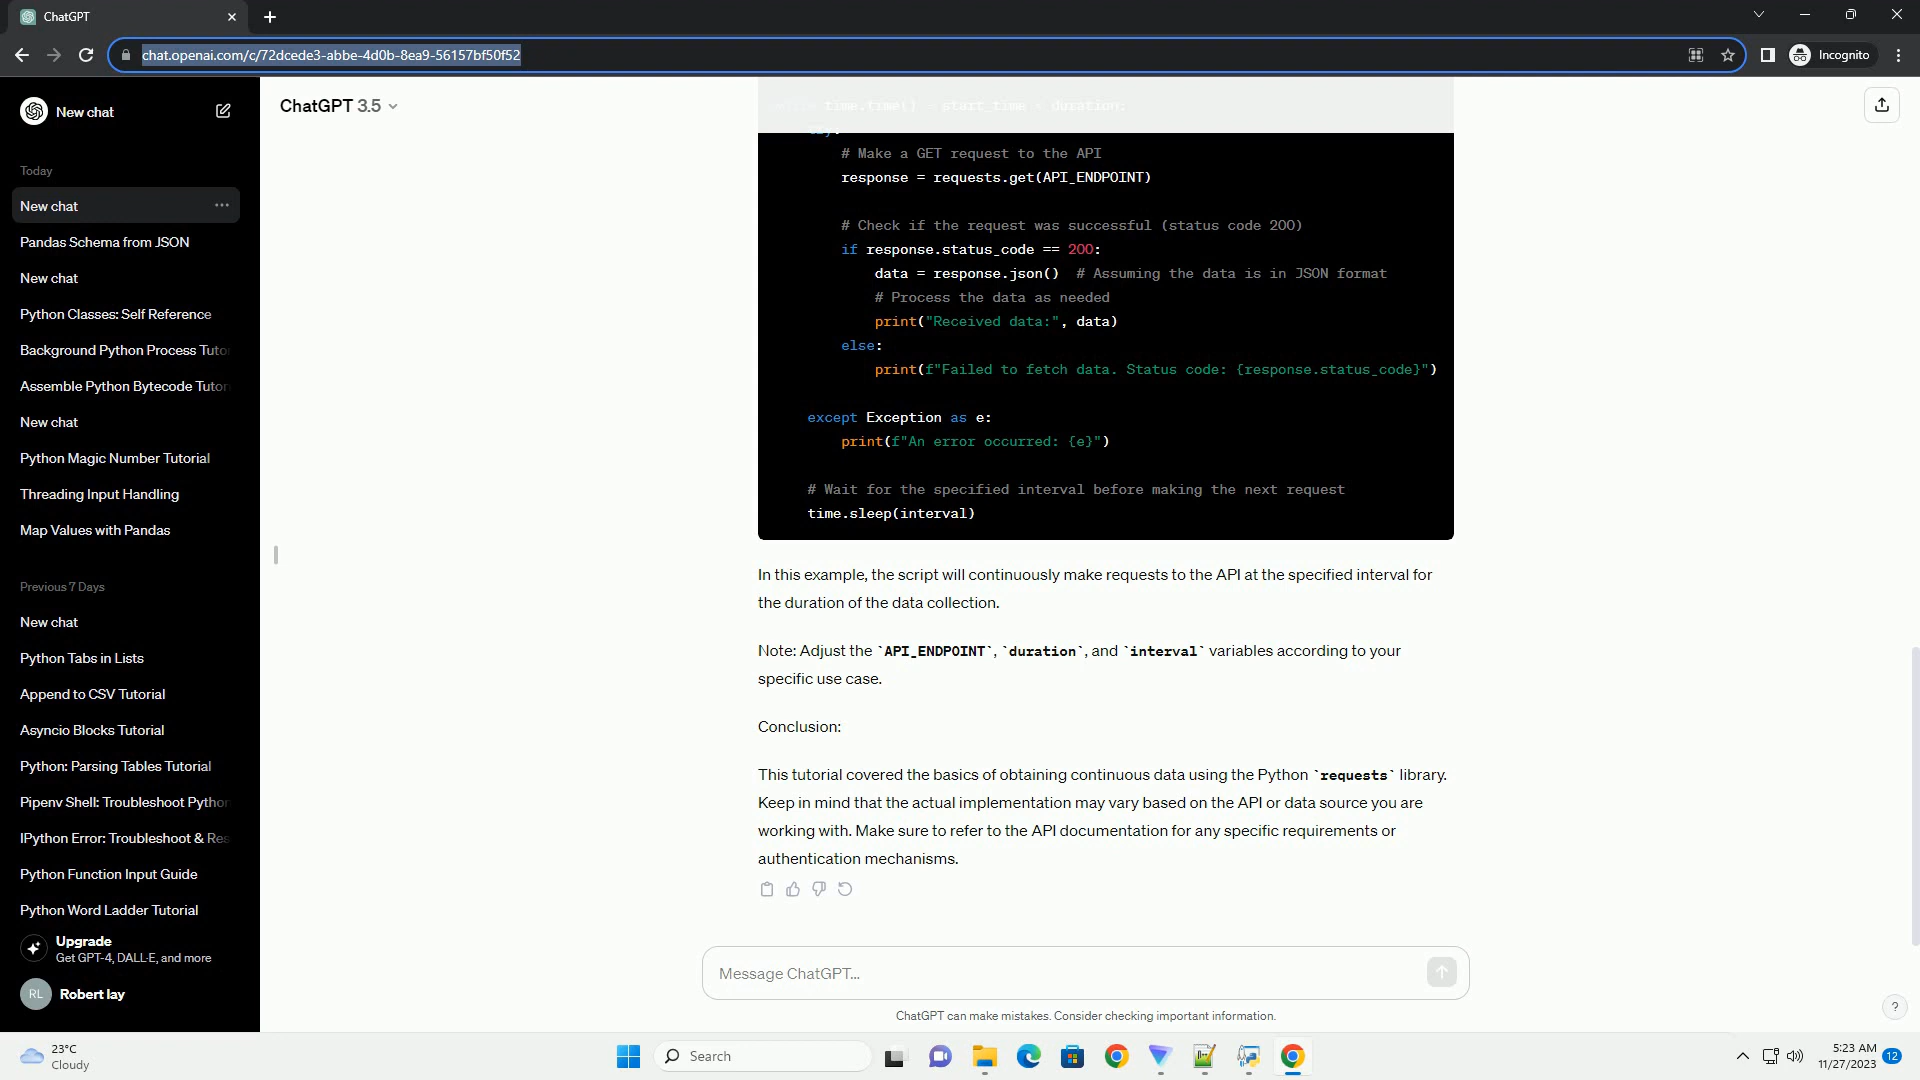 ChatGPT
chat.openai.com/c/72dcede3-abbe-4d0b-8ea9-56157bf50f52
Incognito
New chat
Today
New chat
Pandas Schema from JSON
New chat
Python Classes: Self Reference
Background Python Process Tuto
Assemble Python Bytecode Tutor
New chat
Python Magic Number Tutorial
Threading Input Handling
Map Values with Pandas
Previous 7 Days
New chat
Python Tabs in Lists
Append to CSV Tutorial
Asyncio Blocks Tutorial
Python: Parsing Tables Tutorial
Pipenv Shell: Troubleshoot Python
IPython Error: Troubleshoot & Res
Python Function Input Guide
Python Word Ladder Tutorial
Upgrade
Get GPT-4, DALL·E, and more
RL Robert lay
ChatGPT 3.5
while time.time() - start_time < duration:
try:
# Make a GET request to the API
response = requests.get(API_ENDPOINT)
# Check if the request was successful (status code 200)
if response.status_code == 200:
data = response.json()  # Assuming the data is in JSON format
# Process the data as needed
print("Received data:", data)
else:
print(f"Failed to fetch data. Status code: {response.status_code}")
except Exception as e:
print(f"An error occurred: {e}")
# Wait for the specified interval before making the next request
time.sleep(interval)
In this example, the script will continuously make requests to the API at the specified interval for
the duration of the data collection.
Note: Adjust the `API_ENDPOINT`, `duration`, and `interval` variables according to your
specific use case.
Conclusion:
This tutorial covered the basics of obtaining continuous data using the Python `requests` library.
Keep in mind that the actual implementation may vary based on the API or data source you are
working with. Make sure to refer to the API documentation for any specific requirements or
authentication mechanisms.
Message ChatGPT...
ChatGPT can make mistakes. Consider checking important information.
?
23°C
Cloudy
Search
5:23 AM
11/27/2023
12